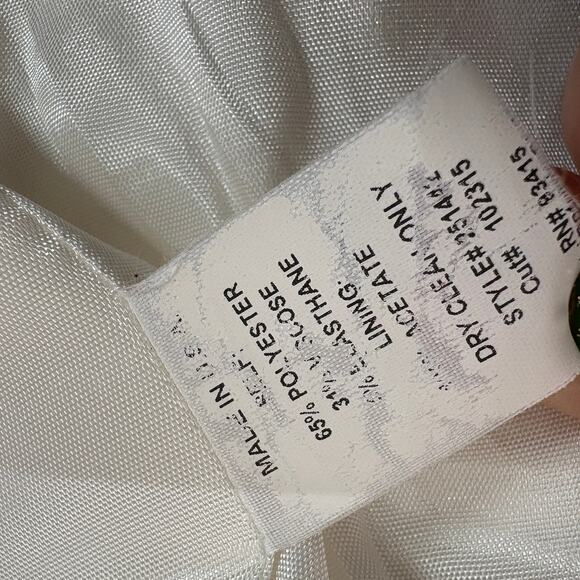 MADE IN U.S.A.
SELF
65% POLYESTER
31% VISCOSE
% ELASTHANE
LINING
ACETATE
DRY CLEAN ONLY
STYLE#
Cut# 102315
RN# 83415